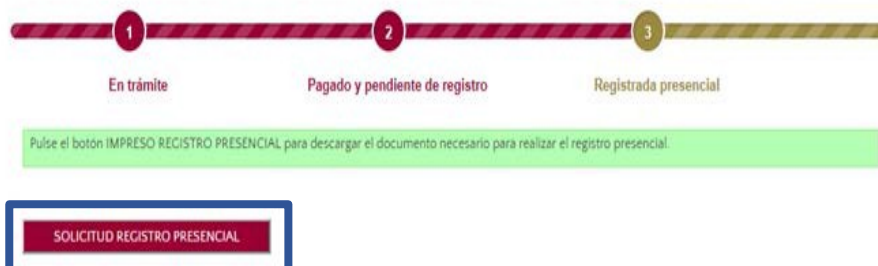 1 2 3
En trámite Pagado y pendiente de registro Registrada presencial
Pulse el botón IMPRESO REGISTRO PRESENCIAL para descargar el documento necesario para realizar el registro presencial.
SOLICITUD REGISTRO PRESENCIAL